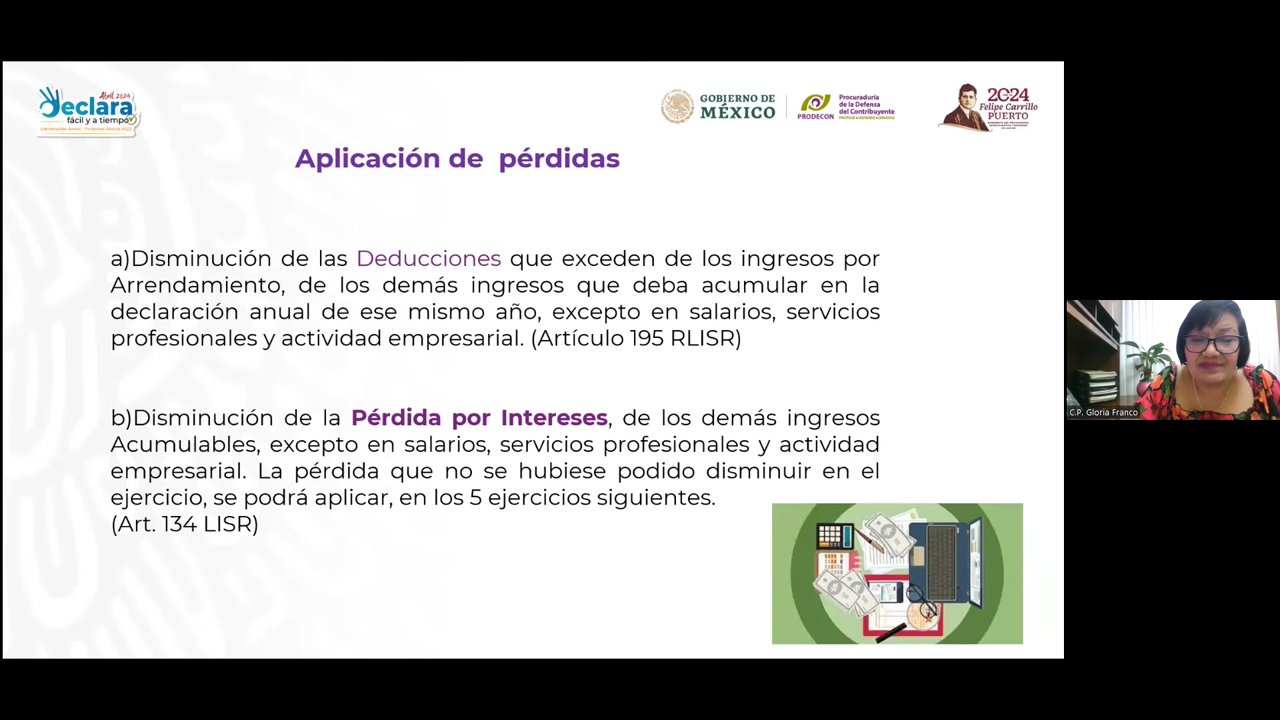 Abril 2024
Declara
fácil y a tiempo
GOBIERNO DE
MÉXICO
PRODECON
Procuraduría
de la Defensa
del Contribuyente
2024
Felipe Carrillo
PUERTO
Aplicación de pérdidas
a)Disminución de las Deducciones que exceden de los ingresos por
Arrendamiento, de los demás ingresos que deba acumular en la
declaración anual de ese mismo año, excepto en salarios, servicios
profesionales y actividad empresarial. (Artículo 195 RLISR)
b)Disminución de la Pérdida por Intereses, de los demás ingresos
Acumulables, excepto en salarios, servicios profesionales y actividad
empresarial. La pérdida que no se hubiese podido disminuir en el
ejercicio, se podrá aplicar, en los 5 ejercicios siguientes.
(Art. 134 LISR)
C.P. Gloria Franco